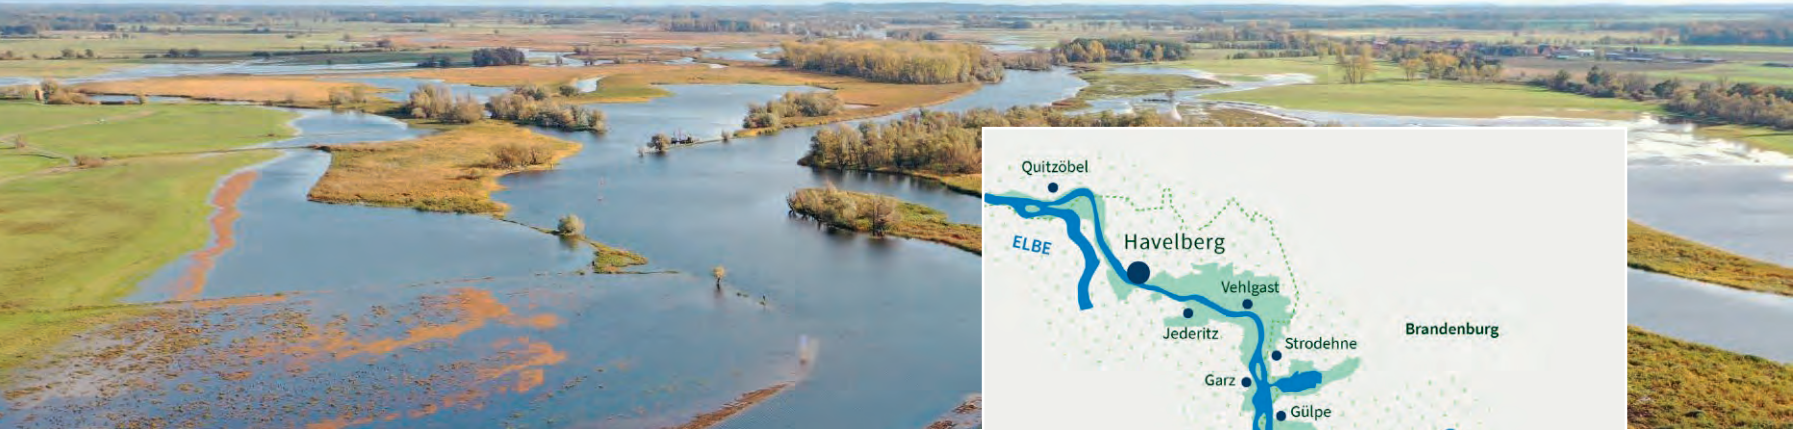 Quitzöbel
ELBE
Havelberg
Vehlgast
Jederitz
Brandenburg
Strodehne
Garz
Gülpe